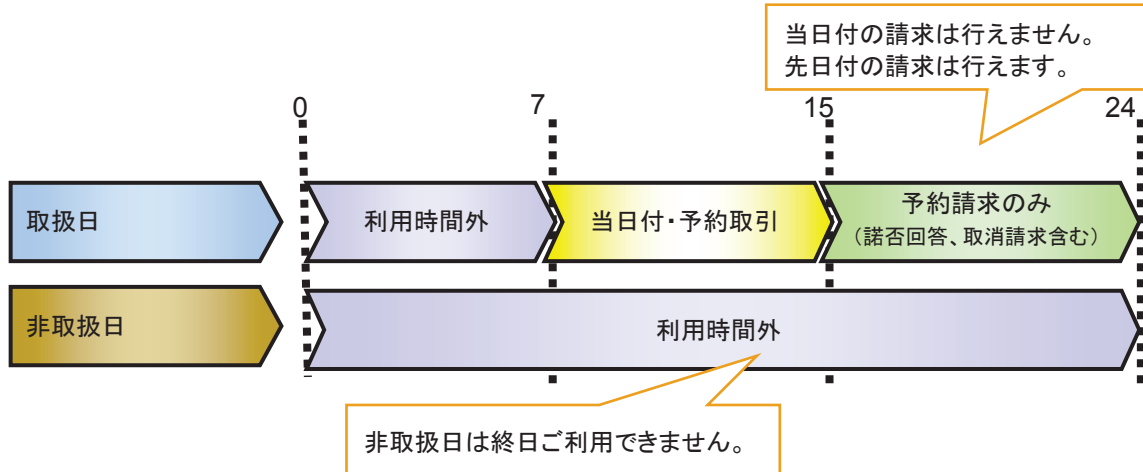 当日付の請求は行えません。
先日付の請求は行えます。
0
7
15
24
取扱日
利用時間外
当日付・予約取引
予約請求のみ
（諾否回答、取消請求含む）
非取扱日
利用時間外
非取扱日は終日ご利用できません。